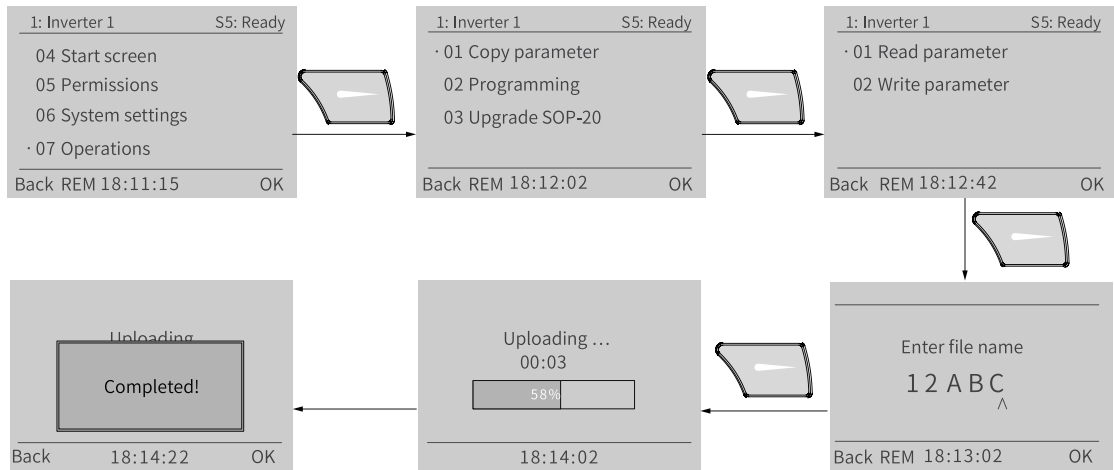 1: Inverter 1 S5: Ready
04 Start screen
05 Permissions
06 System settings
· 07 Operations
Back REM 18:11:15 OK
1: Inverter 1 S5: Ready
· 01 Copy parameter
02 Programming
03 Upgrade SOP-20
Back REM 18:12:02 OK
1: Inverter 1 S5: Ready
· 01 Read parameter
02 Write parameter
Back REM 18:12:42 OK
Enter file name
1 2 A B C
^
Back REM 18:13:02 OK
Uploading ...
00:03
58%
18:14:02
Uploading
Completed!
Back 18:14:22 OK